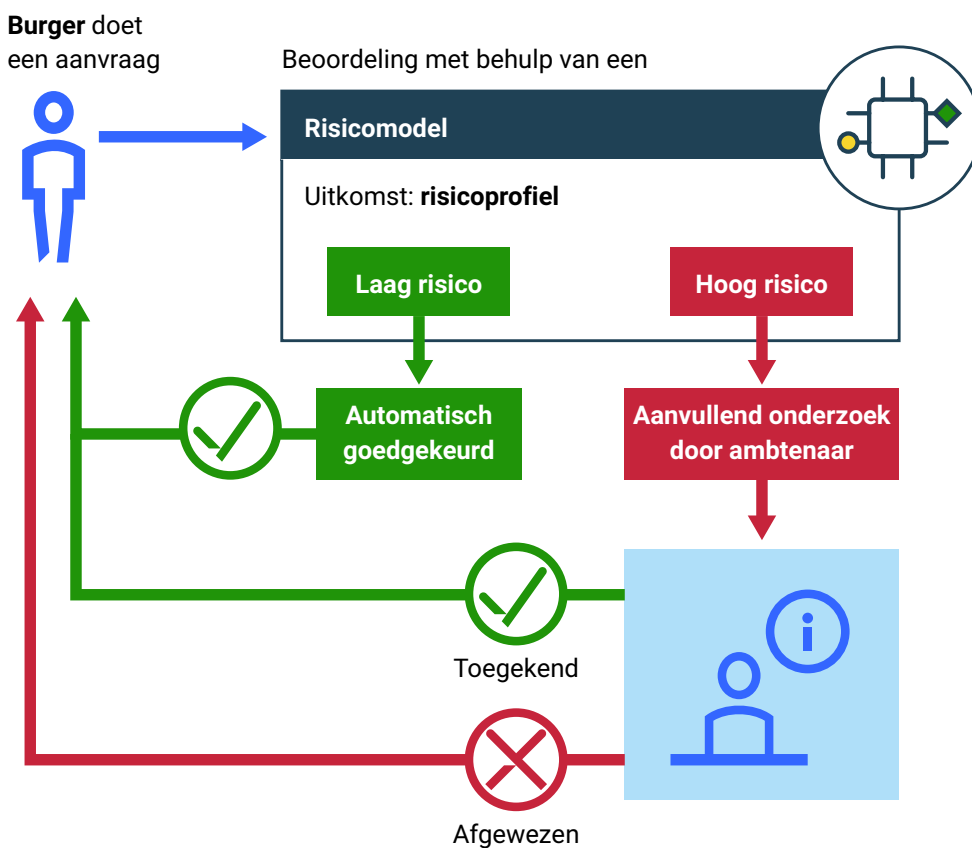 Burger doet
een aanvraag
Beoordeling met behulp van een
Risicomodel
Uitkomst: risicoprofiel
Laag risico
Hoog risico
Automatisch
goedgekeurd
Aanvullend onderzoek
door ambtenaar
i
Toegekend
Afgewezen